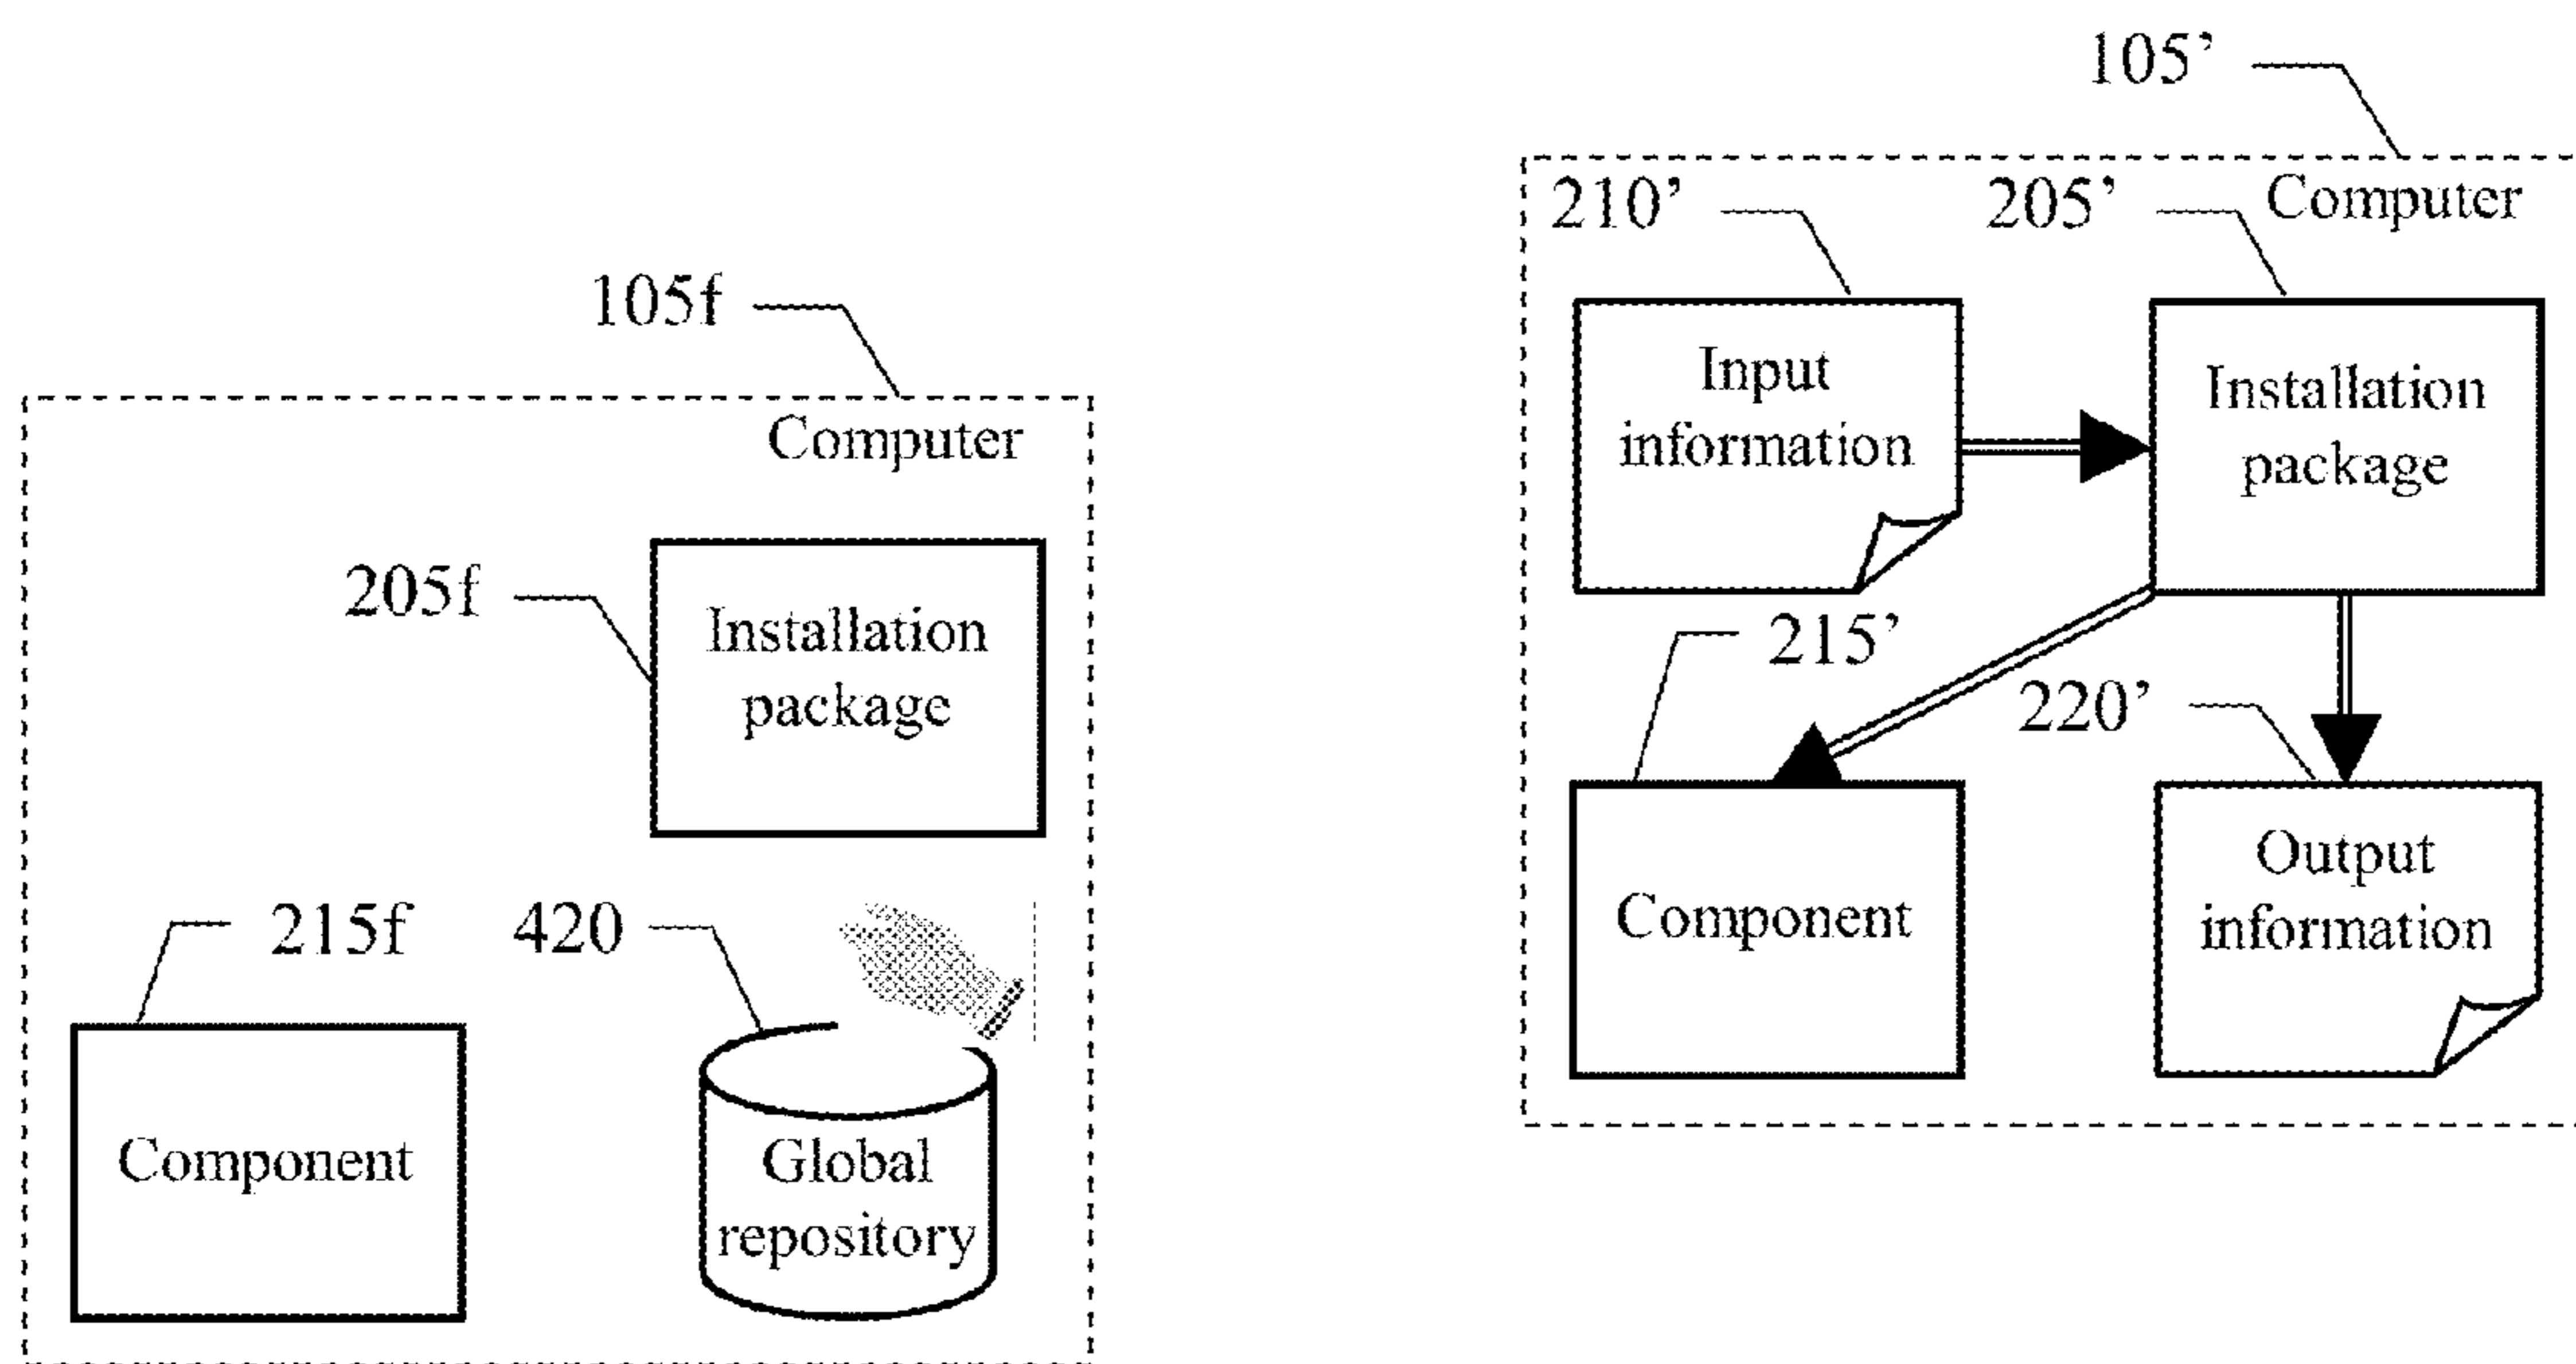 105f
Computer
205f
Installation
package
215f
420
Component
Global
repository
105’
Computer
210’
205’
Input
information
Installation
package
215’
220’
Component
Output
information